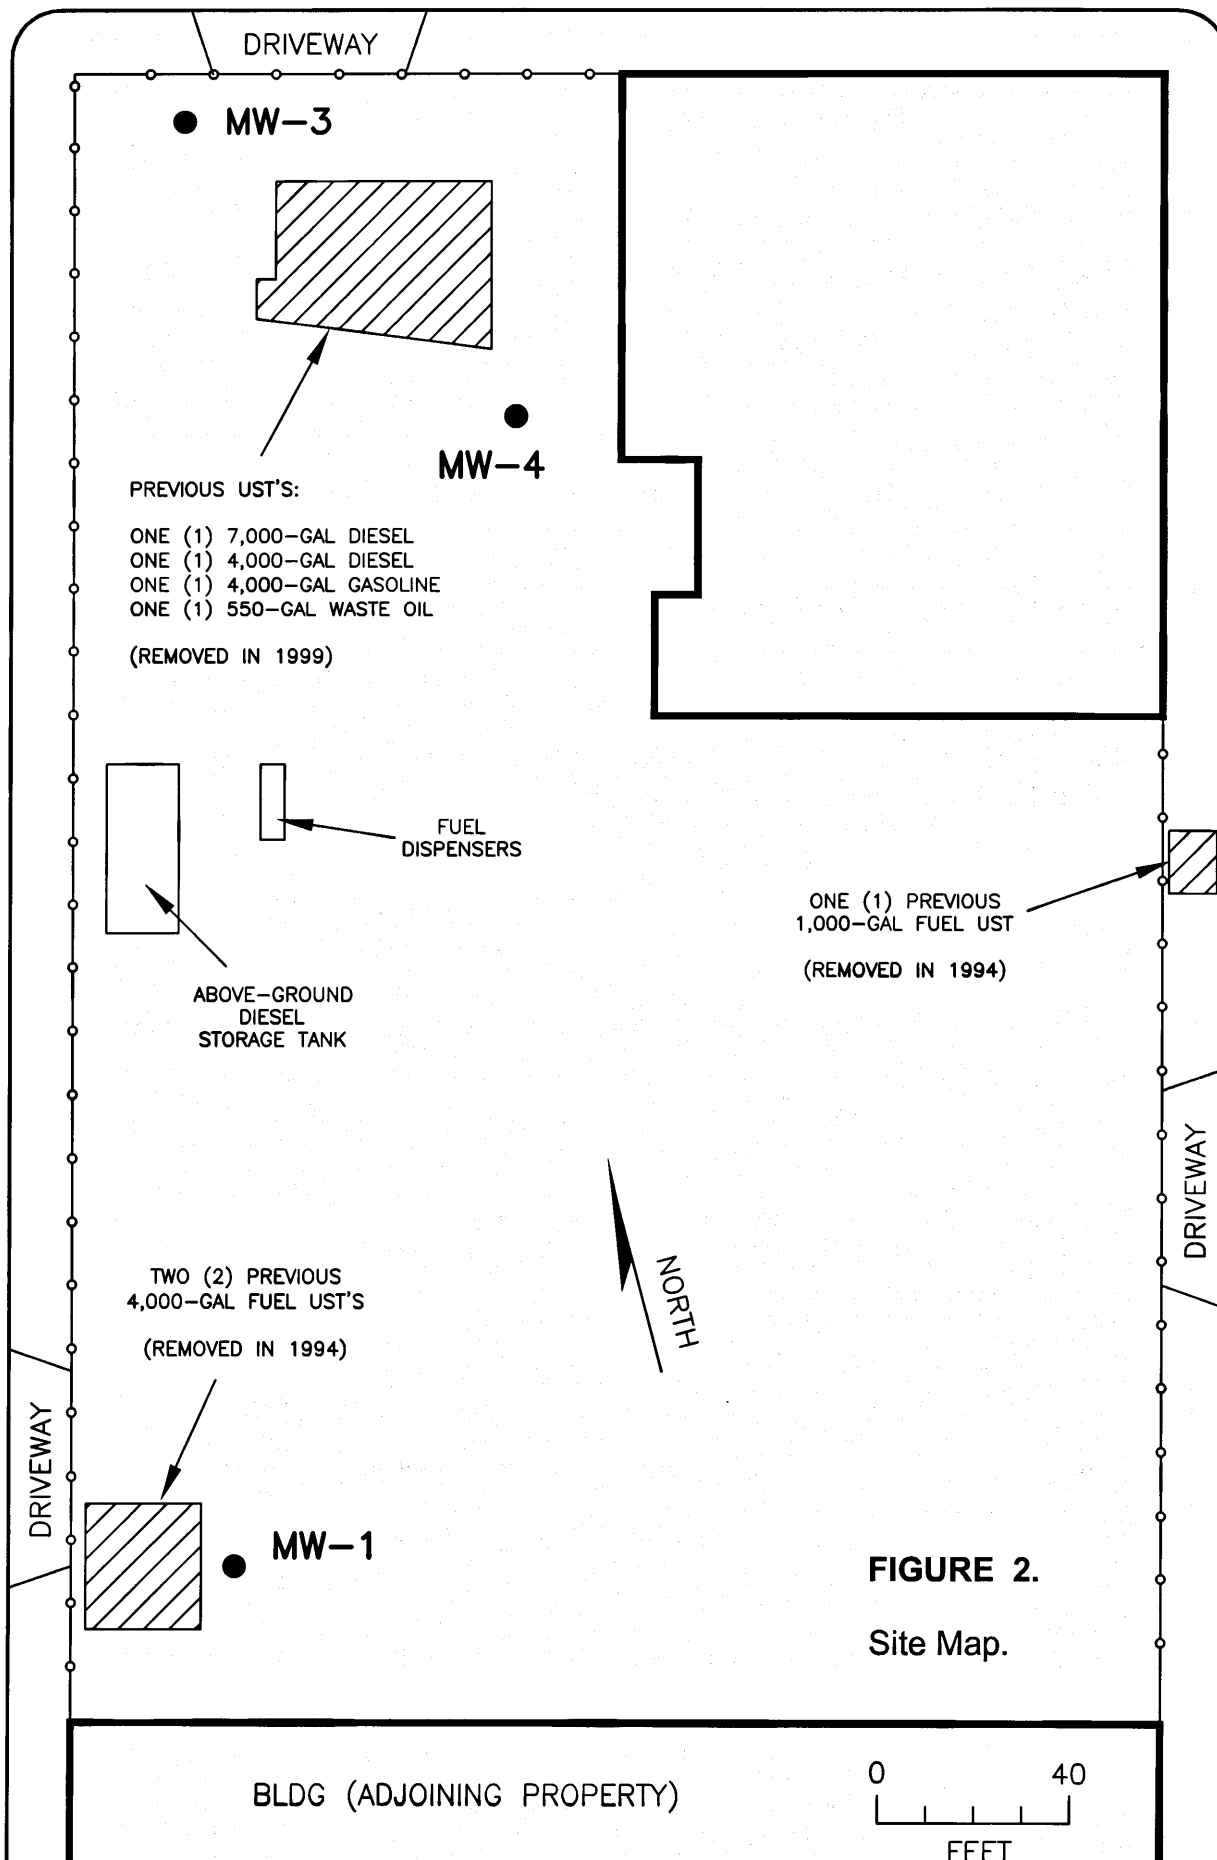 DRIVEWAY
MW-3
MW-4
PREVIOUS UST'S:
ONE (1) 7,000-GAL DIESEL
ONE (1) 4,000-GAL DIESEL
ONE (1) 4,000-GAL GASOLINE
ONE (1) 550-GAL WASTE OIL
(REMOVED IN 1999)
FUEL
DISPENSERS
ONE (1) PREVIOUS
1,000-GAL FUEL UST
(REMOVED IN 1994)
ABOVE-GROUND
DIESEL
STORAGE TANK
DRIVEWAY
NORTH
TWO (2) PREVIOUS
4,000-GAL FUEL UST'S
(REMOVED IN 1994)
DRIVEWAY
MW-1
FIGURE 2.
Site Map.
BLDG (ADJOINING PROPERTY)
0 40
FEET